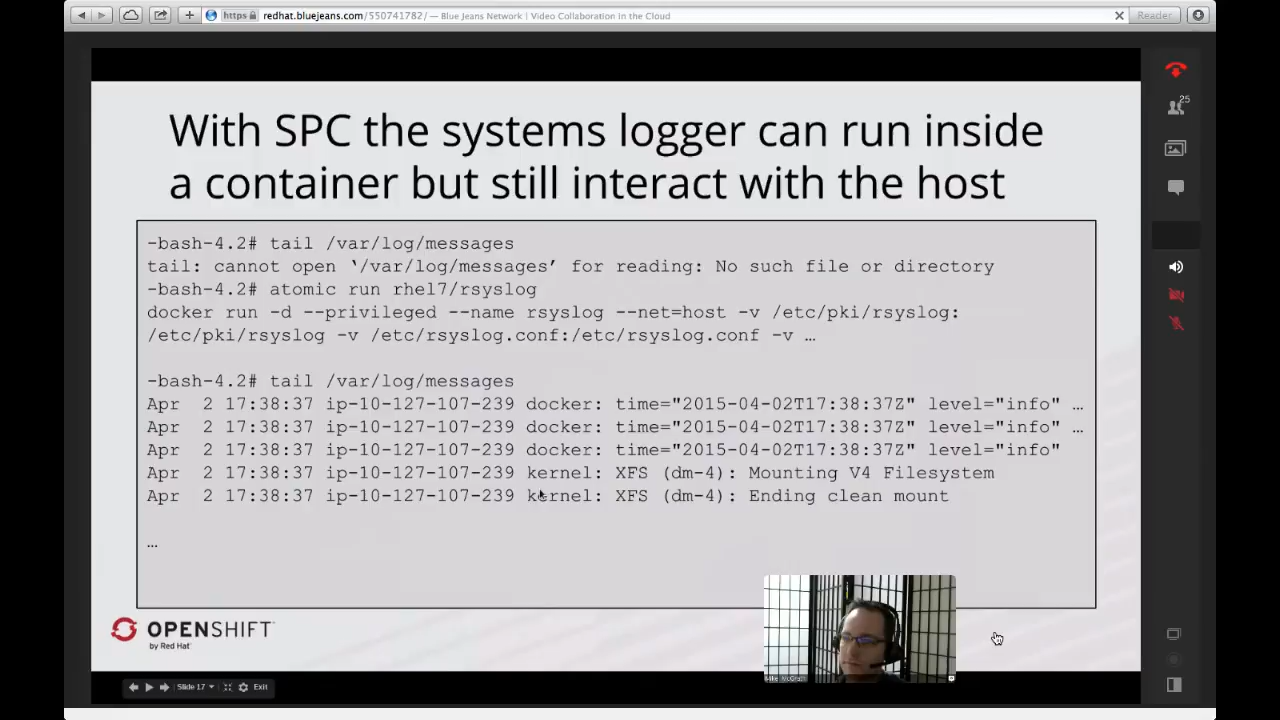 https redhat.bluejeans.com/550741782/ — Blue Jeans Network | Video Collaboration in the Cloud
Reader
25
With SPC the systems logger can run inside
a container but still interact with the host
-bash-4.2# tail /var/log/messages
tail: cannot open ‘/var/log/messages’ for reading: No such file or directory
-bash-4.2# atomic run rhel7/rsyslog
docker run -d --privileged --name rsyslog --net=host -v /etc/pki/rsyslog:
/etc/pki/rsyslog -v /etc/rsyslog.conf:/etc/rsyslog.conf -v …
-bash-4.2# tail /var/log/messages
Apr  2 17:38:37 ip-10-127-107-239 docker: time="2015-04-02T17:38:37Z" level="info" …
Apr  2 17:38:37 ip-10-127-107-239 docker: time="2015-04-02T17:38:37Z" level="info" …
Apr  2 17:38:37 ip-10-127-107-239 docker: time="2015-04-02T17:38:37Z" level="info"
Apr  2 17:38:37 ip-10-127-107-239 kernel: XFS (dm-4): Mounting V4 Filesystem
Apr  2 17:38:37 ip-10-127-107-239 kernel: XFS (dm-4): Ending clean mount
…
OPENSHIFT
by Red Hat
Mike McGrath
Slide 17
Exit